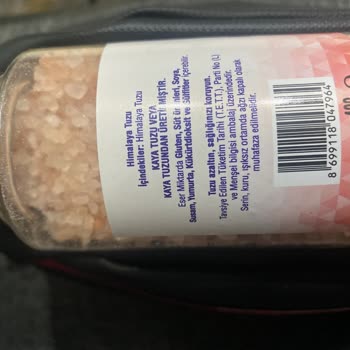 Himalaya Tuzu
İçindekiler: Himalaya Tuzu
KAYA TUZU VEYA
KAYA TUZUNDAN ÜRETİLMİŞTİR.
Eser Miktarda Gluten, Süt ürünleri, Soya,
Susam, Yumurta, Kükürtdioksit ve Sülfitler içerebilir.
Tuzu azaltın, sağlığınızı koruyun.
Tavsiye Edilen Tüketim Tarihi (T.E.T.T.), Parti No (L)
ve Menşei bilgisi ambalaj üzerindedir.
Serin, kuru, ışıksız ortamda ağzı kapalı olarak
muhafaza edilmelidir.
8 699118 047964